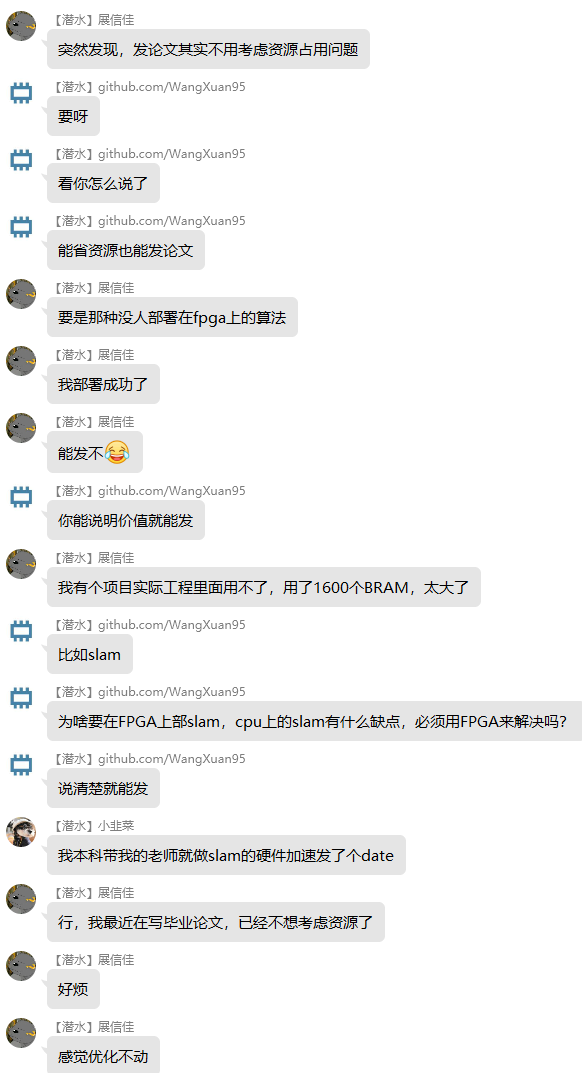 【潜水】展信佳
突然发现，发论文其实不用考虑资源占用问题
【潜水】github.com/WangXuan95
要呀
【潜水】github.com/WangXuan95
看你怎么说了
【潜水】github.com/WangXuan95
能省资源也能发论文
【潜水】展信佳
要是那种没人部署在fpga上的算法
【潜水】展信佳
我部署成功了
【潜水】展信佳
能发不😂
【潜水】github.com/WangXuan95
你能说明价值就能发
【潜水】展信佳
我有个项目实际工程里面用不了，用了1600个BRAM，太大了
【潜水】github.com/WangXuan95
比如slam
【潜水】github.com/WangXuan95
为啥要在FPGA上部slam，cpu上的slam有什么缺点，必须用FPGA来解决吗？
【潜水】github.com/WangXuan95
说清楚就能发
【潜水】小韭菜
我本科带我的老师就做slam的硬件加速发了个date
【潜水】展信佳
行，我最近在写毕业论文，已经不想考虑资源了
【潜水】展信佳
好烦
【潜水】展信佳
感觉优化不动